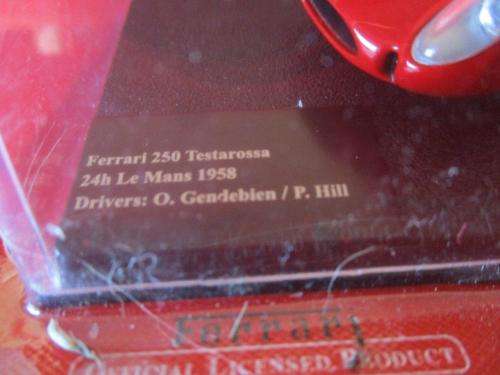 Ferrari 250 Testarossa
24h Le Mans 1958
Drivers: O. Gendebien / P. Hill
Ferrari
OFFICIAL LICENSED PRODUCT